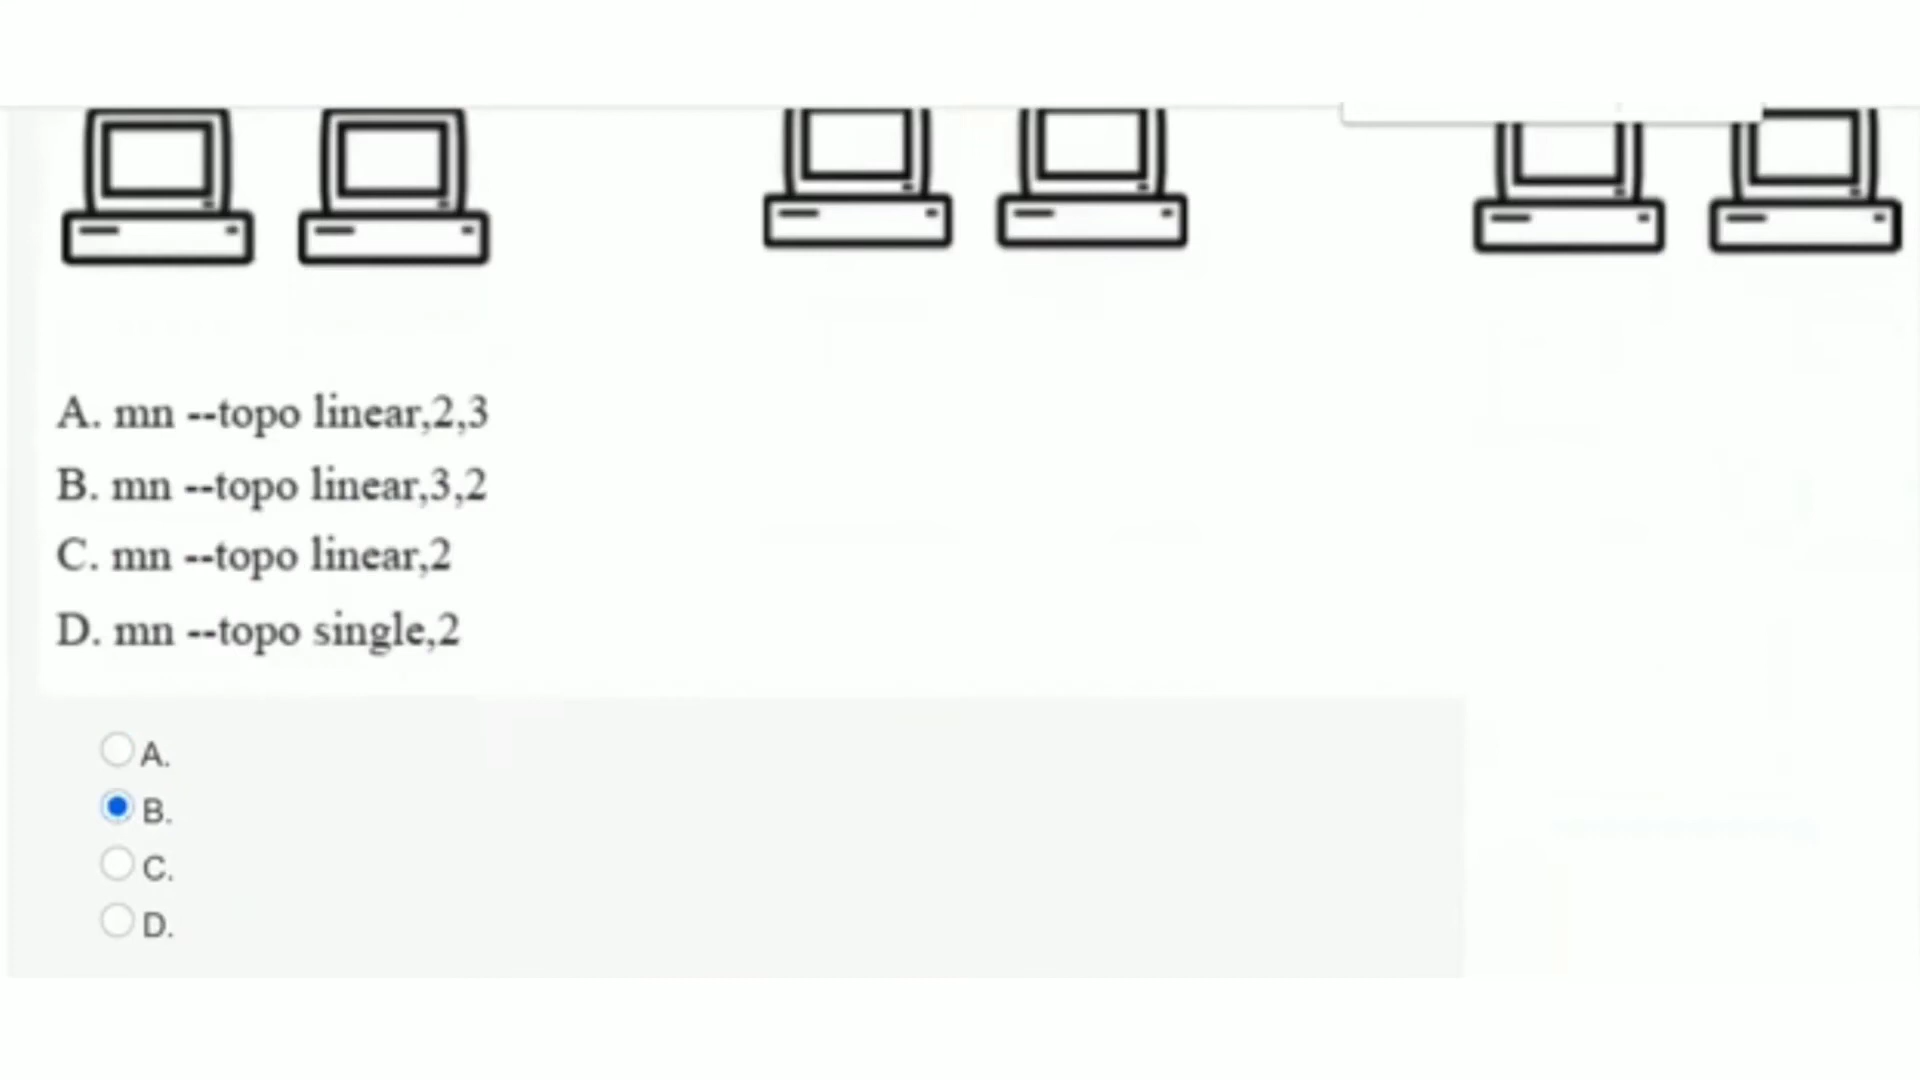 A. mn --topo linear,2,3
B. mn --topo linear,3,2
C. mn --topo linear,2
D. mn --topo single,2
A.
B.
C.
D.